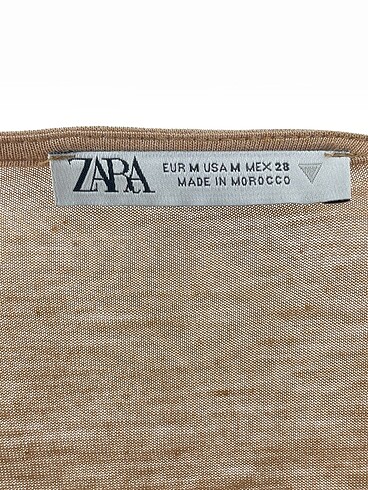 ZARA
EUR M USA M MEX 28
MADE IN MOROCCO